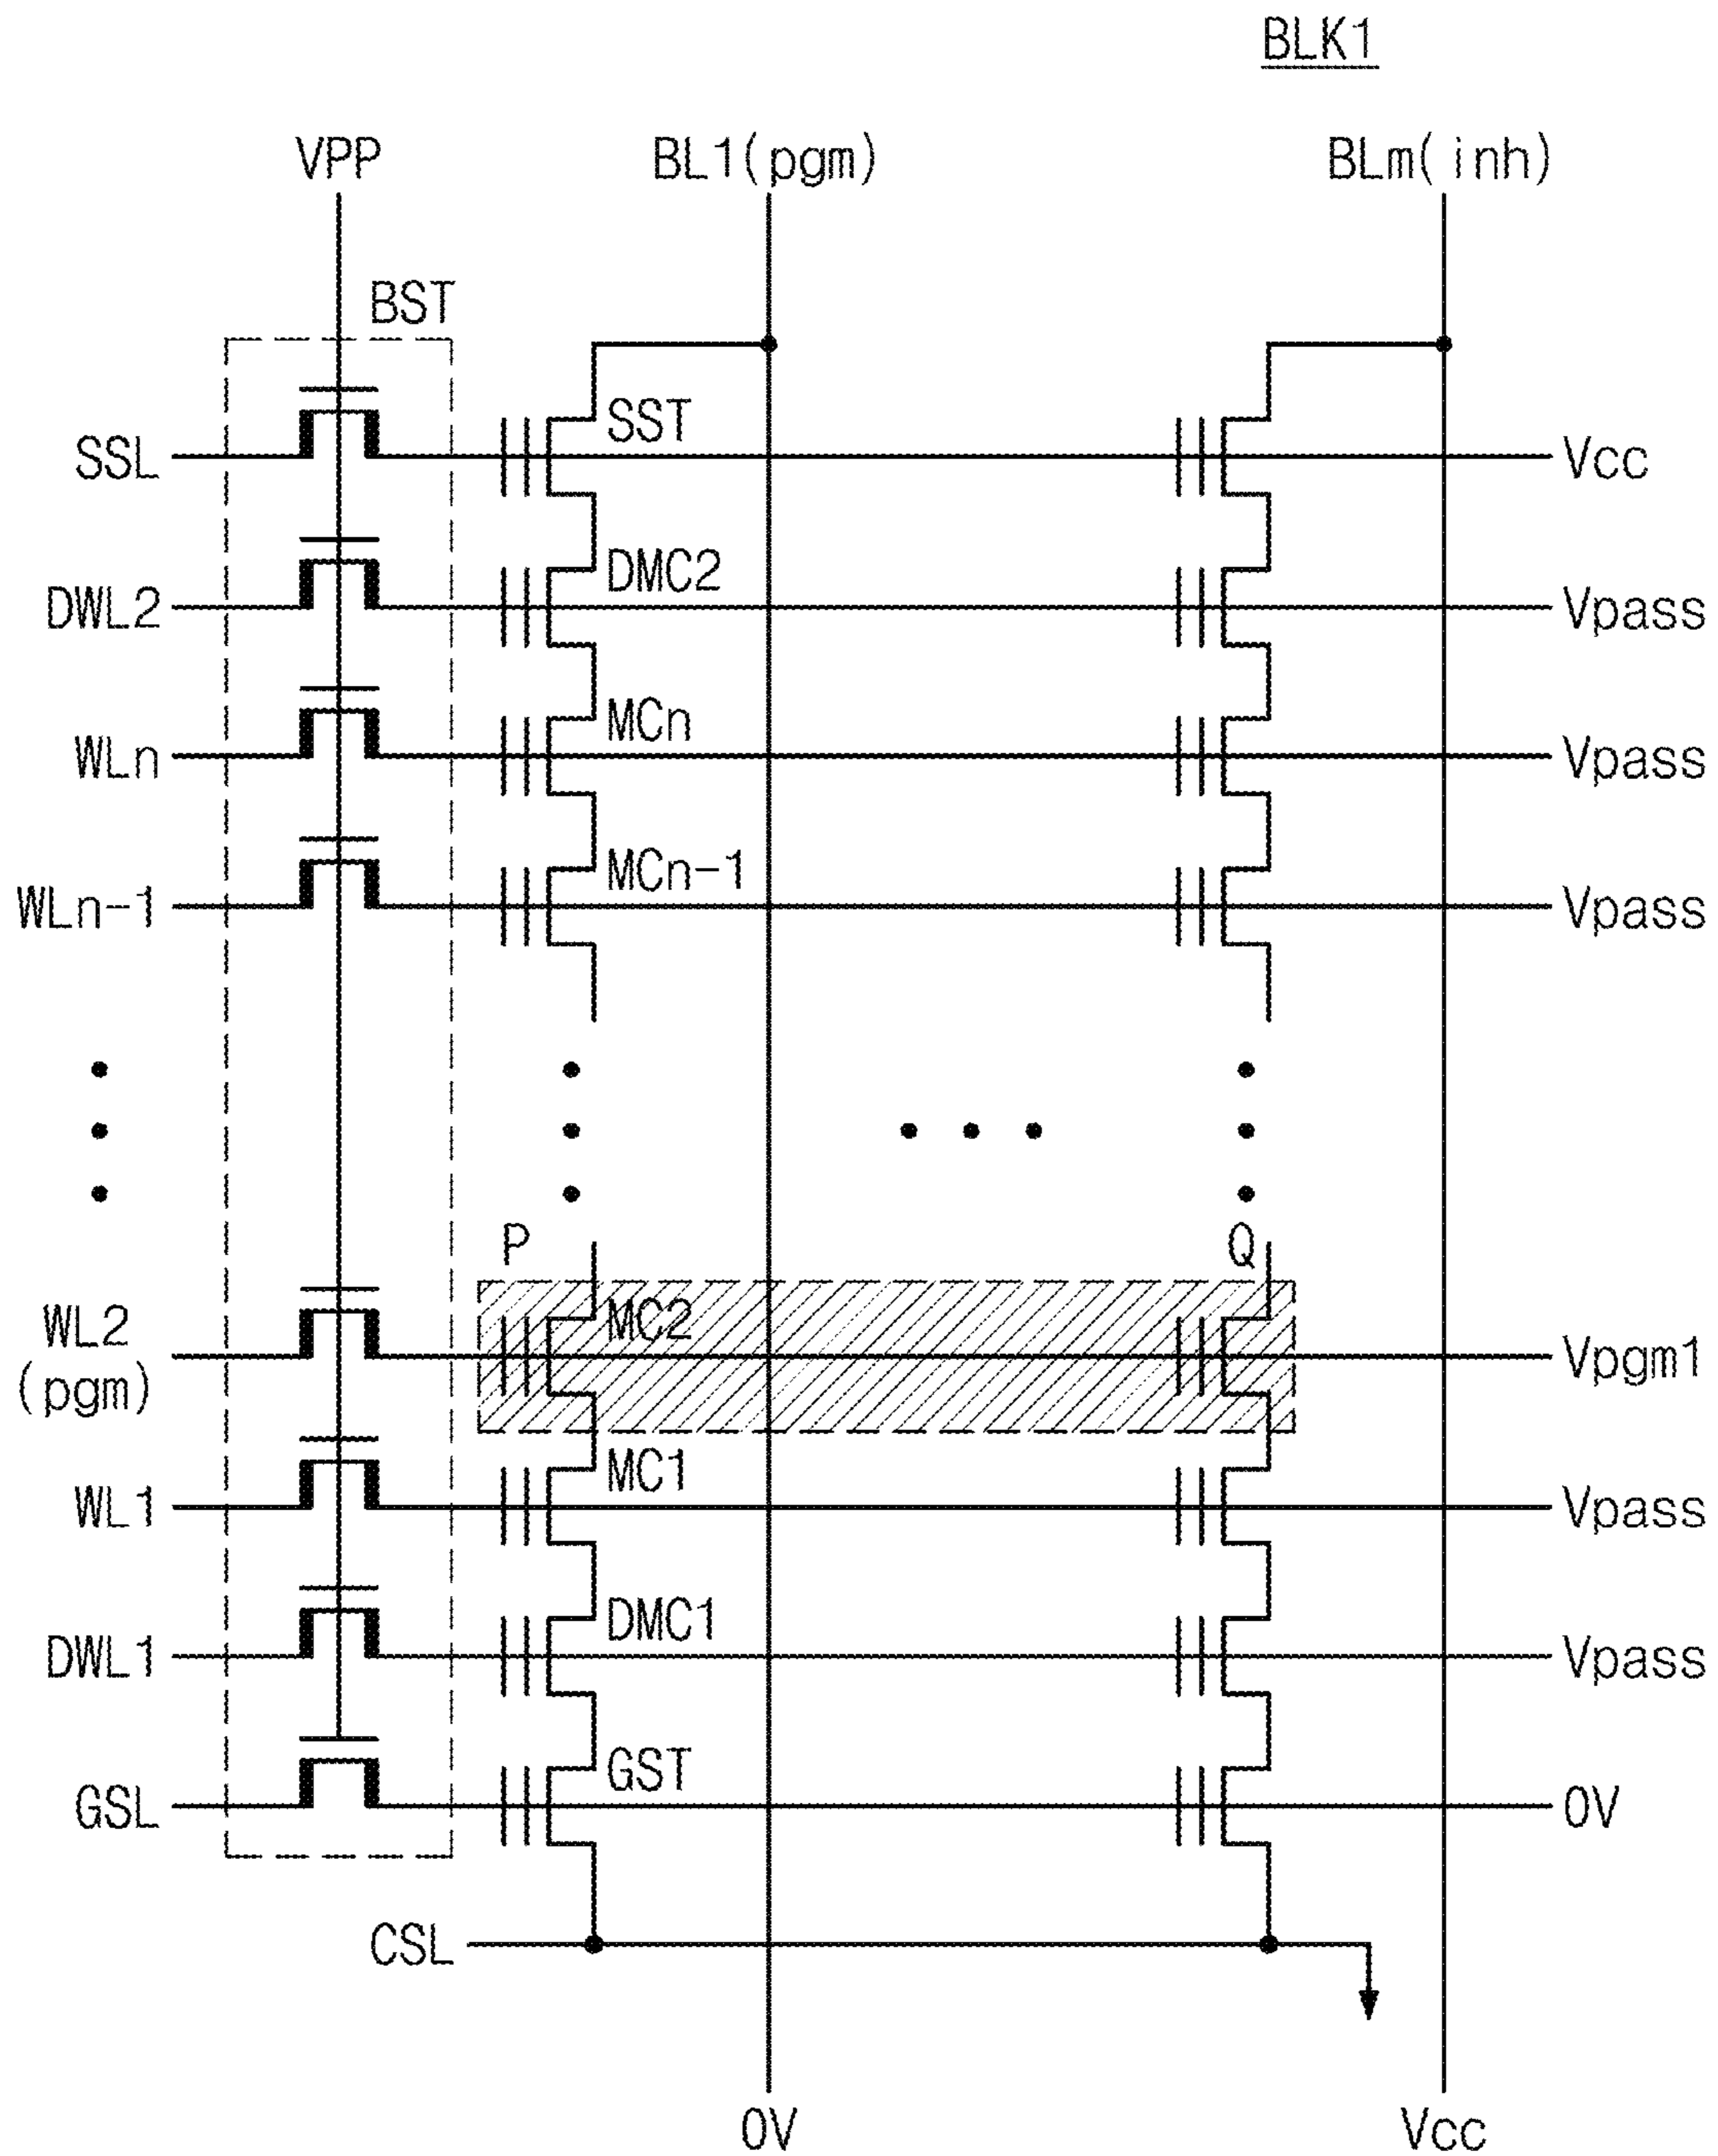 BLK1
VPP BL1(pgm) BLm(inh)
BST
SSL SST Vcc
DWL2 DMC2 Vpass
WLn MCn Vpass
WLn-1 MCn-1 Vpass
P Q
WL2 MC2 Vpgm1
(pgm)
WL1 MC1 Vpass
DWL1 DMC1 Vpass
GSL GST 0V
CSL
0V Vcc